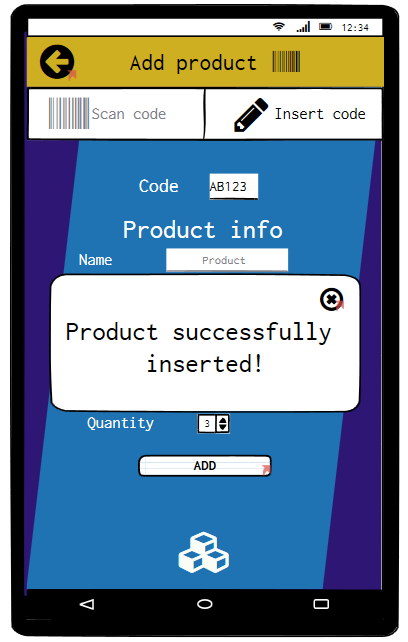 12:34
Add product
Scan code
Insert code
Code AB123
Product info
Name Product
Product successfully
inserted!
Quantity 3
ADD